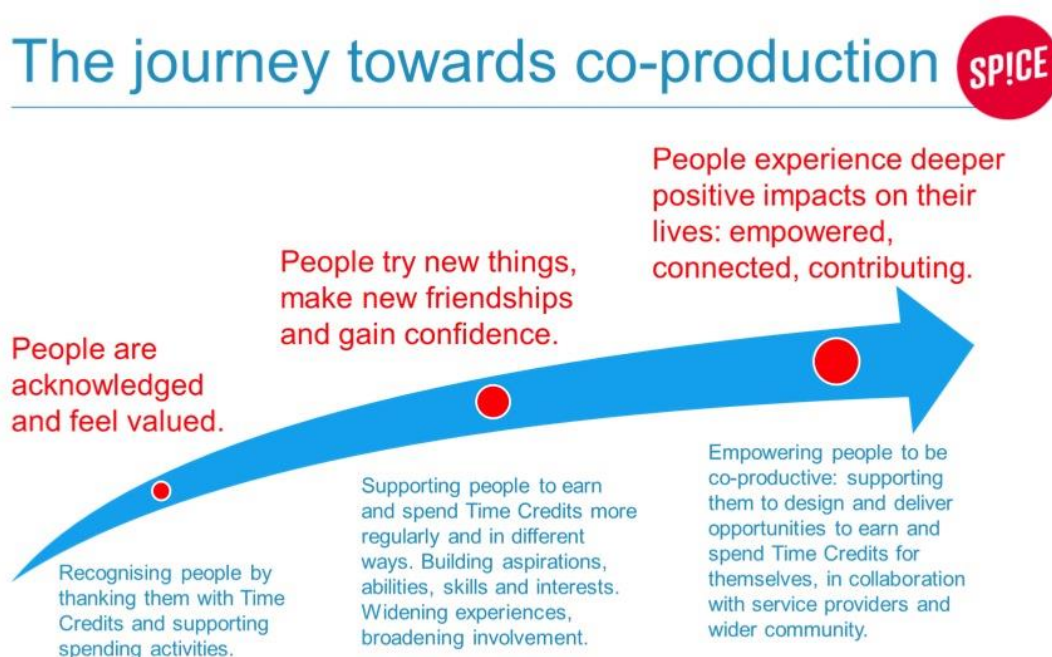 The journey towards co-production
SP!CE
People experience deeper
positive impacts on their
lives: empowered,
connected, contributing.
People try new things,
make new friendships
and gain confidence.
People are
acknowledged
and feel valued.
Recognising people by
thanking them with Time
Credits and supporting
spending activities.
Supporting people to earn
and spend Time Credits more
regularly and in different
ways. Building aspirations,
abilities, skills and interests.
Widening experiences,
broadening involvement.
Empowering people to be
co-productive: supporting
them to design and deliver
opportunities to earn and
spend Time Credits for
themselves, in collaboration
with service providers and
wider community.